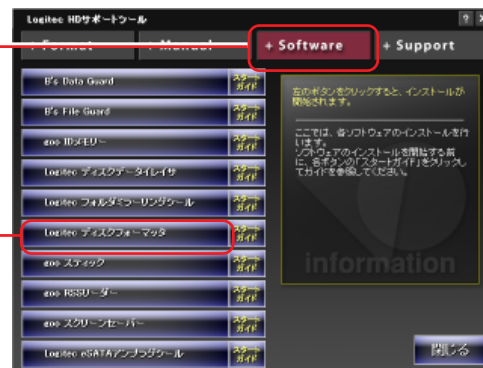 Logitec HDサポートツール
+ Format
+ Manual
+ Software
+ Support
B's Data Guard
スタートガイド
B's File Guard
スタートガイド
goo IDメモリー
スタートガイド
Logitec ディスクデータイレイサ
スタートガイド
Logitec フォルダミラーリングツール
スタートガイド
Logitec ディスクフォーマッタ
スタートガイド
goo スティック
スタートガイド
goo RSSリーダー
スタートガイド
goo スクリーンセーバー
スタートガイド
Logitec eSATAアンプラグツール
スタートガイド
左のボタンをクリックすると、インストールが
開始されます。
ここでは、各ソフトウェアのインストールを行
います。
ソフトウェアのインストールを開始する前
に、各ボタンの「スタートガイド」をクリックし
てガイドを参照してください。
information
閉じる